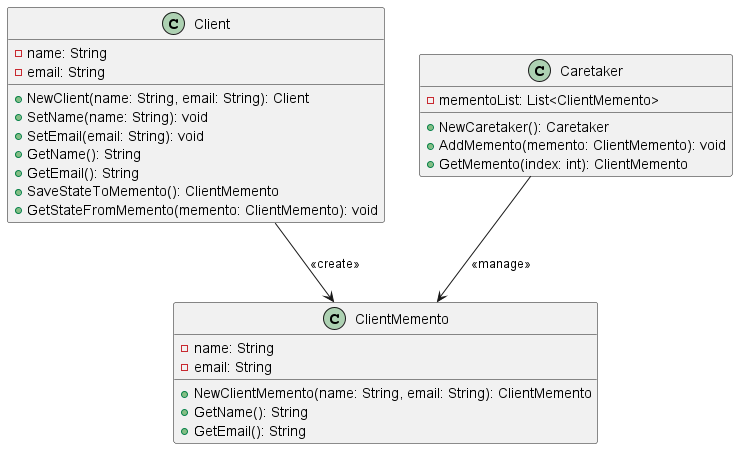 C Client
name: String
email: String
NewClient(name: String, email: String): Client
SetName(name: String): void
SetEmail(email: String): void
GetName(): String
GetEmail(): String
SaveStateToMemento(): ClientMemento
GetStateFromMemento(memento: ClientMemento): void
C Caretaker
mementoList: List<ClientMemento>
NewCaretaker(): Caretaker
AddMemento(memento: ClientMemento): void
GetMemento(index: int): ClientMemento
«create»
«manage»
C ClientMemento
name: String
email: String
NewClientMemento(name: String, email: String): ClientMemento
GetName(): String
GetEmail(): String